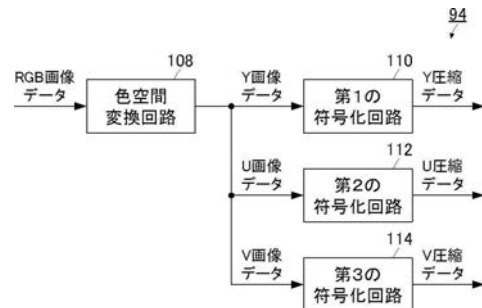 94
108
110
RGB画像
データ
色空間
変換回路
Y画像
データ
第1の
符号化回路
Y圧縮
データ
112
U画像
データ
第2の
符号化回路
U圧縮
データ
114
V画像
データ
第3の
符号化回路
V圧縮
データ